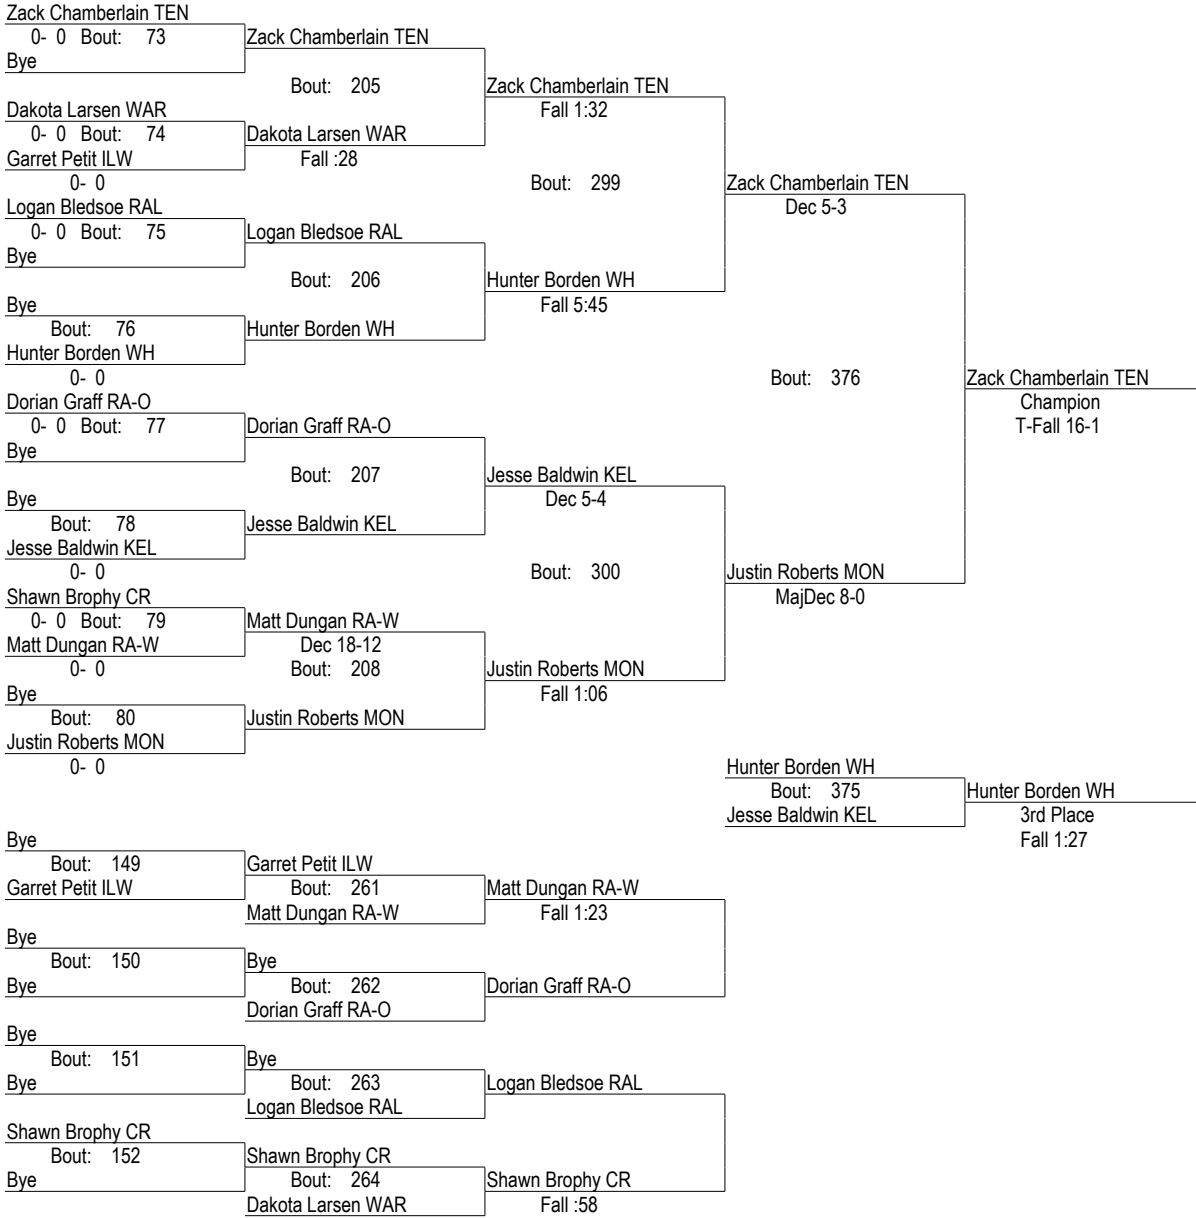 Zack Chamberlain TEN
0- 0 Bout: 73 Zack Chamberlain TEN
Bye
Bout: 205 Zack Chamberlain TEN
Dakota Larsen WAR Fall 1:32
0- 0 Bout: 74 Dakota Larsen WAR
Garret Petit ILW Fall :28
0- 0 Bout: 299 Zack Chamberlain TEN
Logan Bledsoe RAL Dec 5-3
0- 0 Bout: 75 Logan Bledsoe RAL
Bye
Bout: 206 Hunter Borden WH
Bye Fall 5:45
Bout: 76 Hunter Borden WH
Hunter Borden WH
0- 0 Bout: 376 Zack Chamberlain TEN
Dorian Graff RA-O Champion
0- 0 Bout: 77 Dorian Graff RA-O T-Fall 16-1
Bye
Bout: 207 Jesse Baldwin KEL
Bye Dec 5-4
Bout: 78 Jesse Baldwin KEL
Jesse Baldwin KEL
0- 0 Bout: 300 Justin Roberts MON
Shawn Brophy CR MajDec 8-0
0- 0 Bout: 79 Matt Dungan RA-W
Matt Dungan RA-W Dec 18-12
0- 0 Bout: 208 Justin Roberts MON
Bye Fall 1:06
Bout: 80 Justin Roberts MON
Justin Roberts MON
0- 0 Hunter Borden WH
Bout: 375 Hunter Borden WH
Jesse Baldwin KEL 3rd Place
Bye Fall 1:27
Bout: 149 Garret Petit ILW
Garret Petit ILW Bout: 261 Matt Dungan RA-W
Matt Dungan RA-W Fall 1:23
Bye
Bout: 150 Bye
Bye Bout: 262 Dorian Graff RA-O
Dorian Graff RA-O
Bye
Bout: 151 Bye
Bye Bout: 263 Logan Bledsoe RAL
Logan Bledsoe RAL
Shawn Brophy CR
Bout: 152 Shawn Brophy CR
Bye Bout: 264 Shawn Brophy CR
Dakota Larsen WAR Fall :58